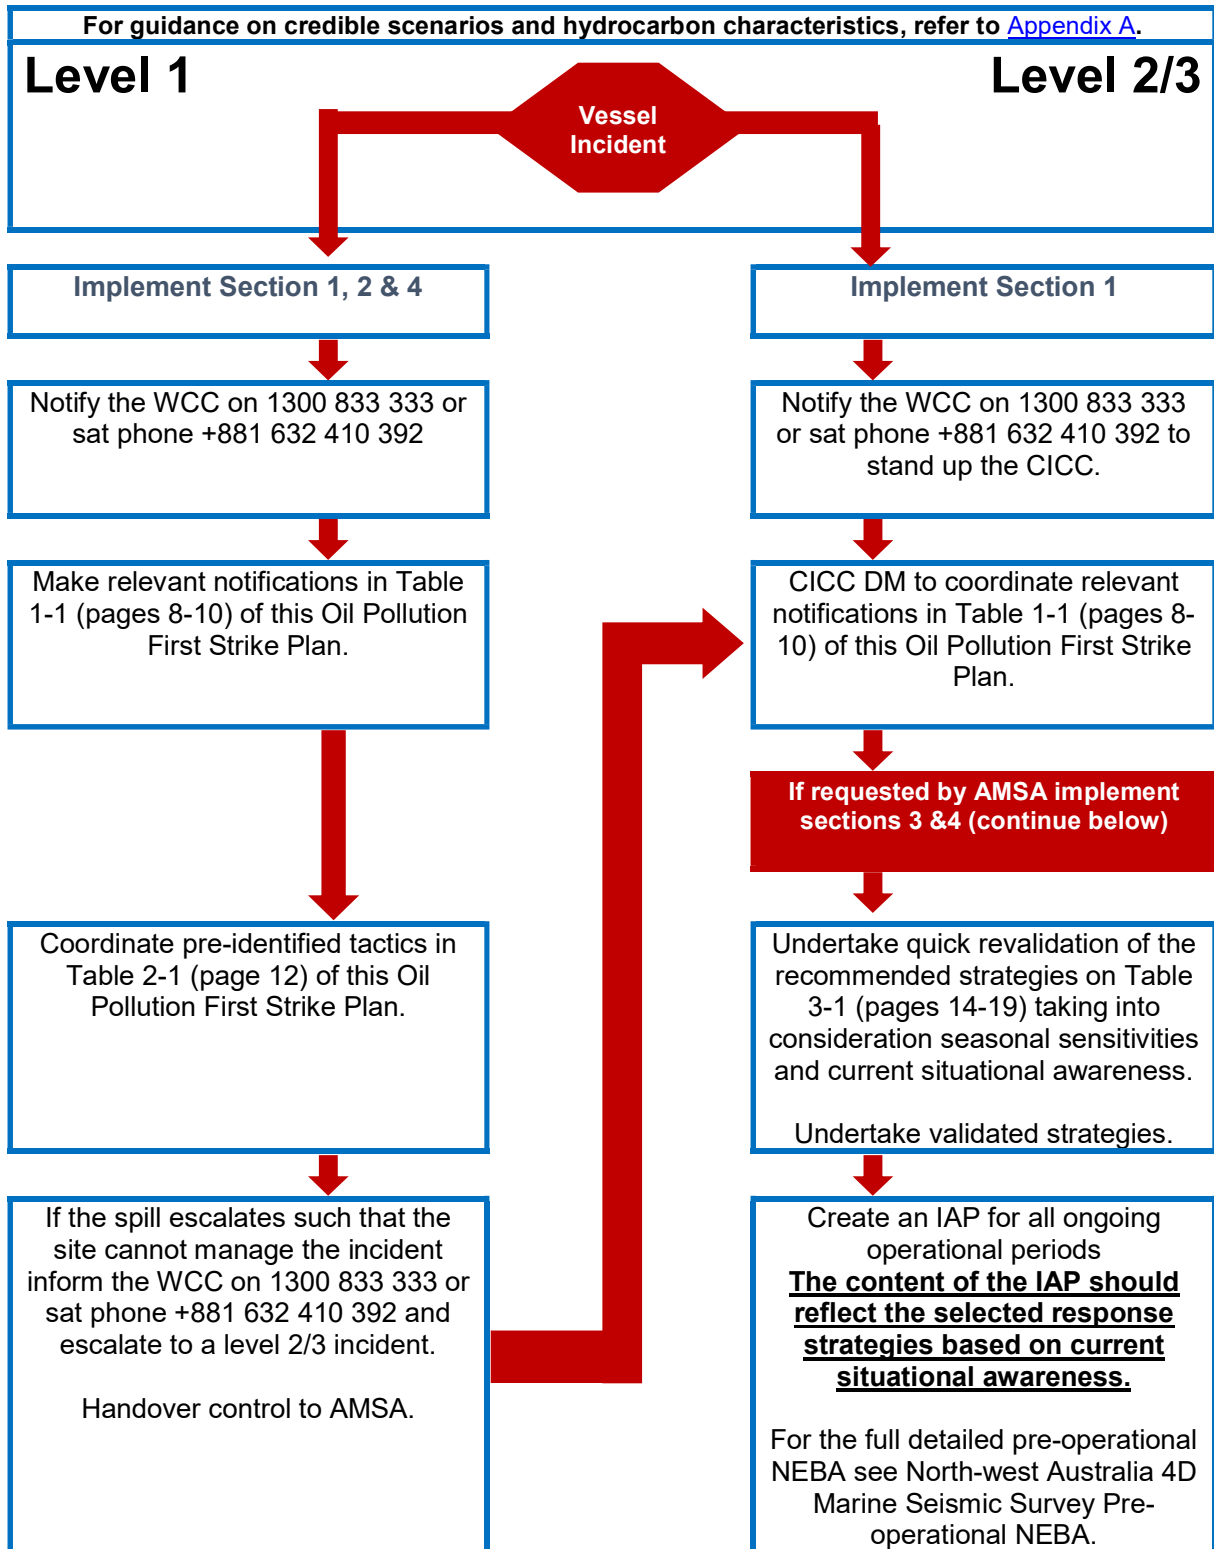 For guidance on credible scenarios and hydrocarbon characteristics, refer to Appendix A.
Level 1
Level 2/3
Vessel
Incident
Implement Section 1, 2 & 4
Notify the WCC on 1300 833 333 or
sat phone +881 632 410 392
Make relevant notifications in Table
1-1 (pages 8-10) of this Oil Pollution
First Strike Plan.
Coordinate pre-identified tactics in
Table 2-1 (page 12) of this Oil
Pollution First Strike Plan.
If the spill escalates such that the
site cannot manage the incident
inform the WCC on 1300 833 333 or
sat phone +881 632 410 392 and
escalate to a level 2/3 incident.
Handover control to AMSA.
Implement Section 1
Notify the WCC on 1300 833 333
or sat phone +881 632 410 392 to
stand up the CICC.
CICC DM to coordinate relevant
notifications in Table 1-1 (pages 8-
10) of this Oil Pollution First Strike
Plan.
If requested by AMSA implement
sections 3 &4 (continue below)
Undertake quick revalidation of the
recommended strategies on Table
3-1 (pages 14-19) taking into
consideration seasonal sensitivities
and current situational awareness.
Undertake validated strategies.
Create an IAP for all ongoing
operational periods
The content of the IAP should
reflect the selected response
strategies based on current
situational awareness.
For the full detailed pre-operational
NEBA see North-west Australia 4D
Marine Seismic Survey Pre-
operational NEBA.